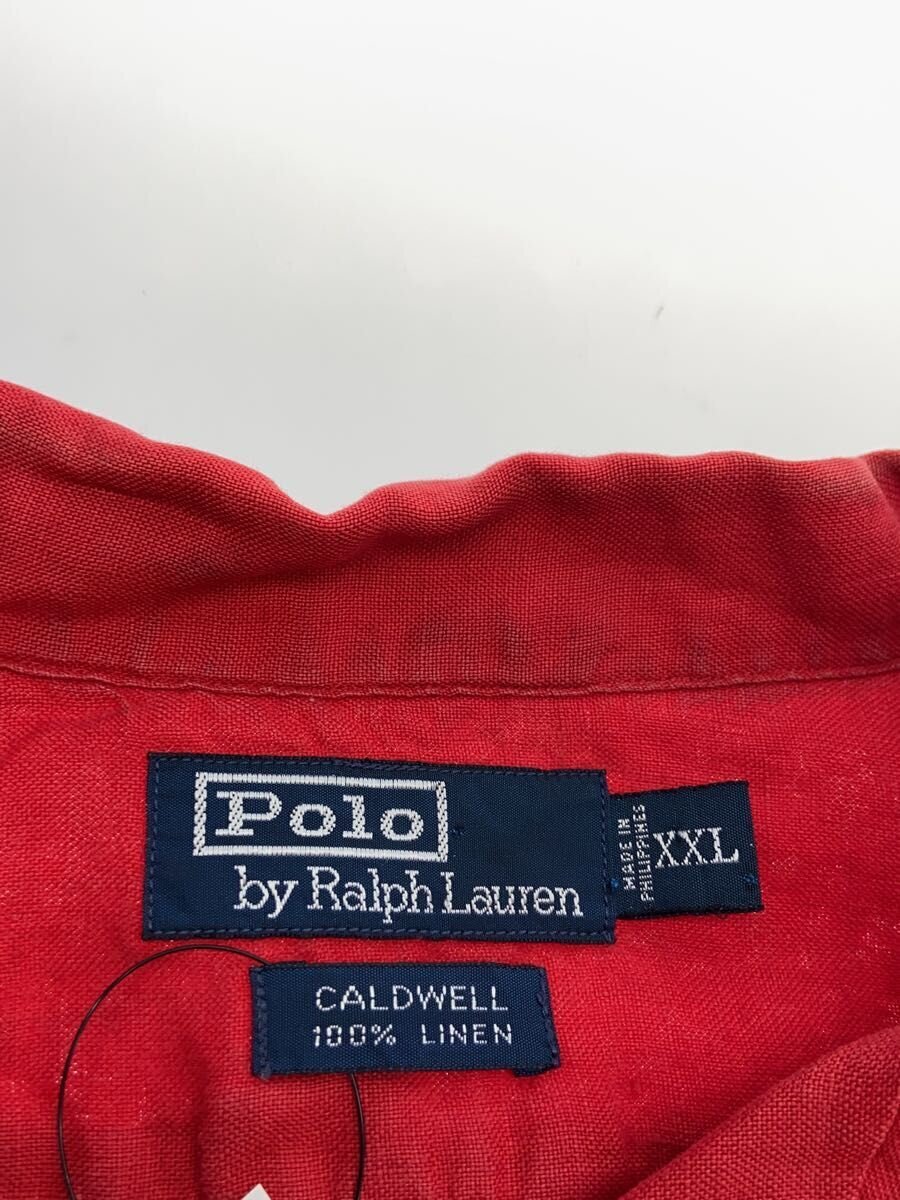 Polo
by Ralph Lauren
MADE IN
PHILIPPINES
XXL
CALDWELL
100% LINEN